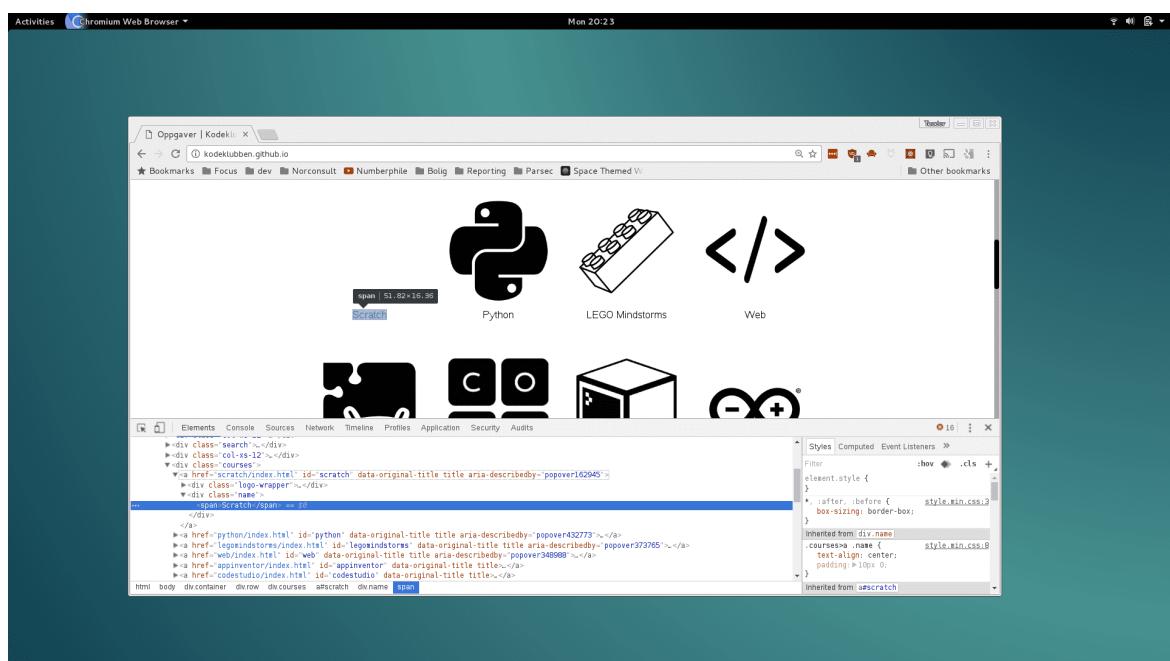 Activities Chromium Web Browser Mon 20:23
Oppgaver | Kodeklu
kodeklubben.github.io
Bookmarks Focus dev Norconsult Numberphile Bolig Reporting Parsec Space Themed W Other bookmarks
span | 51.82×16.36
Scratch Python LEGO Mindstorms Web
C O
Elements Console Sources Network Timeline Profiles Application Security Audits 16
<div class="search">…</div>
<div class="col-xs-12">…</div>
<div class="courses">
<a href="scratch/index.html" id="scratch" data-original-title title aria-describedby="popover162945">
<div class="logo-wrapper">…</div>
<div class="name">
<span>Scratch</span> == $0
</div>
</a>
<a href="python/index.html" id="python" data-original-title title aria-describedby="popover432773">…</a>
<a href="legomindstorms/index.html" id="legomindstorms" data-original-title title aria-describedby="popover373765">…</a>
<a href="web/index.html" id="web" data-original-title title aria-describedby="popover348988">…</a>
<a href="appinventor/index.html" id="appinventor" data-original-title title>…</a>
<a href="codestudio/index.html" id="codestudio" data-original-title title>…</a>
html body div.container div.row div.courses a#scratch div.name span
Styles Computed Event Listeners »
Filter :hov .cls +
element.style {
}
*, :after, :before { style.min.css:3
box-sizing: border-box;
}
Inherited from div.name
.courses>a .name { style.min.css:8
text-align: center;
padding: 10px 0;
}
Inherited from a#scratch